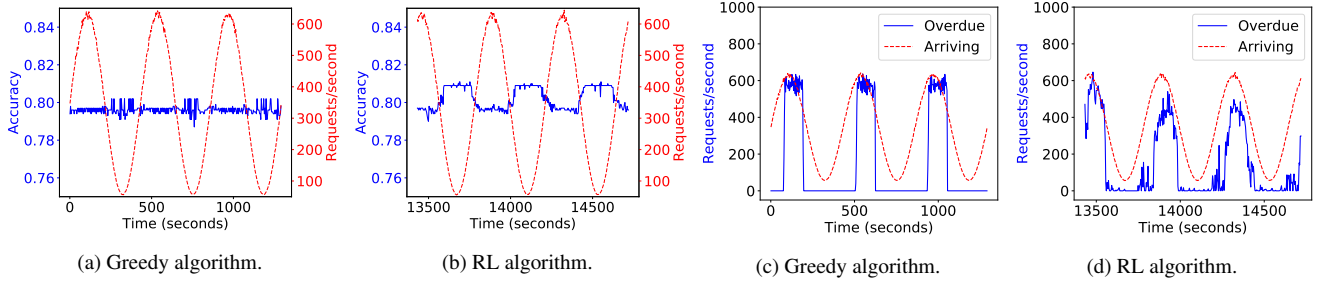 0.84
0.82
0.80
0.78
0.76
Accuracy
600
500
400
300
200
100
Requests/second
0
500
1000
Time (seconds)
(a) Greedy algorithm.
0.84
0.82
0.80
0.78
0.76
Accuracy
600
500
400
300
200
100
Requests/second
13500
14000
14500
Time (seconds)
(b) RL algorithm.
1000
800
600
400
200
0
Requests/second
Overdue
Arriving
0
500
1000
Time (seconds)
(c) Greedy algorithm.
1000
800
600
400
200
0
Requests/second
Overdue
Arriving
13500
14000
14500
Time (seconds)
(d) RL algorithm.